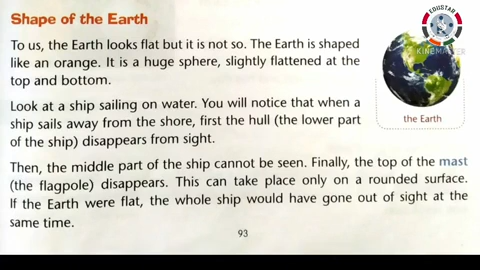 Shape of the Earth
EDUSTAR
KINEMASTER
To us, the Earth looks flat but it is not so. The Earth is shaped
like an orange. It is a huge sphere, slightly flattened at the
top and bottom.
the Earth
Look at a ship sailing on water. You will notice that when a
ship sails away from the shore, first the hull (the lower part
of the ship) disappears from sight.
Then, the middle part of the ship cannot be seen. Finally, the top of the mast
(the flagpole) disappears. This can take place only on a rounded surface.
If the Earth were flat, the whole ship would have gone out of sight at the
same time.
93